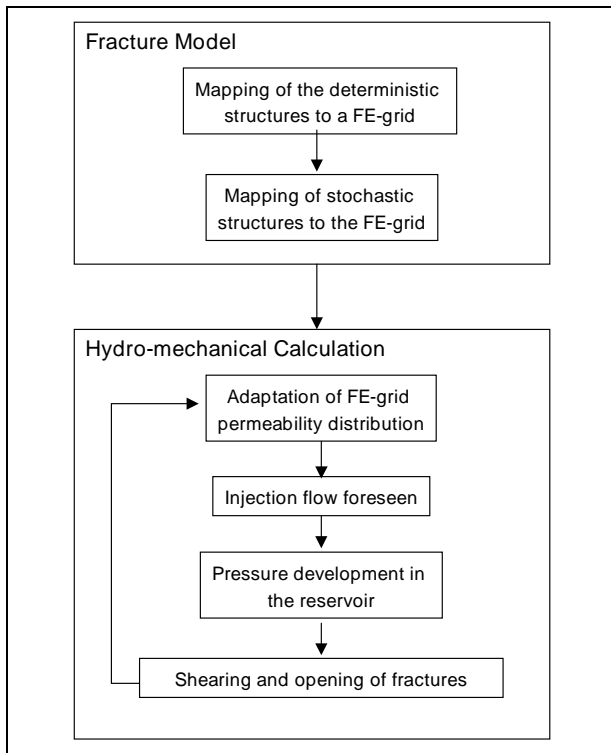 Fracture Model
Mapping of the deterministic
structures to a FE-grid
Mapping of stochastic
structures to the FE-grid
Hydro-mechanical Calculation
Adaptation of FE-grid
permeability distribution
Injection flow foreseen
Pressure development in
the reservoir
Shearing and opening of fractures